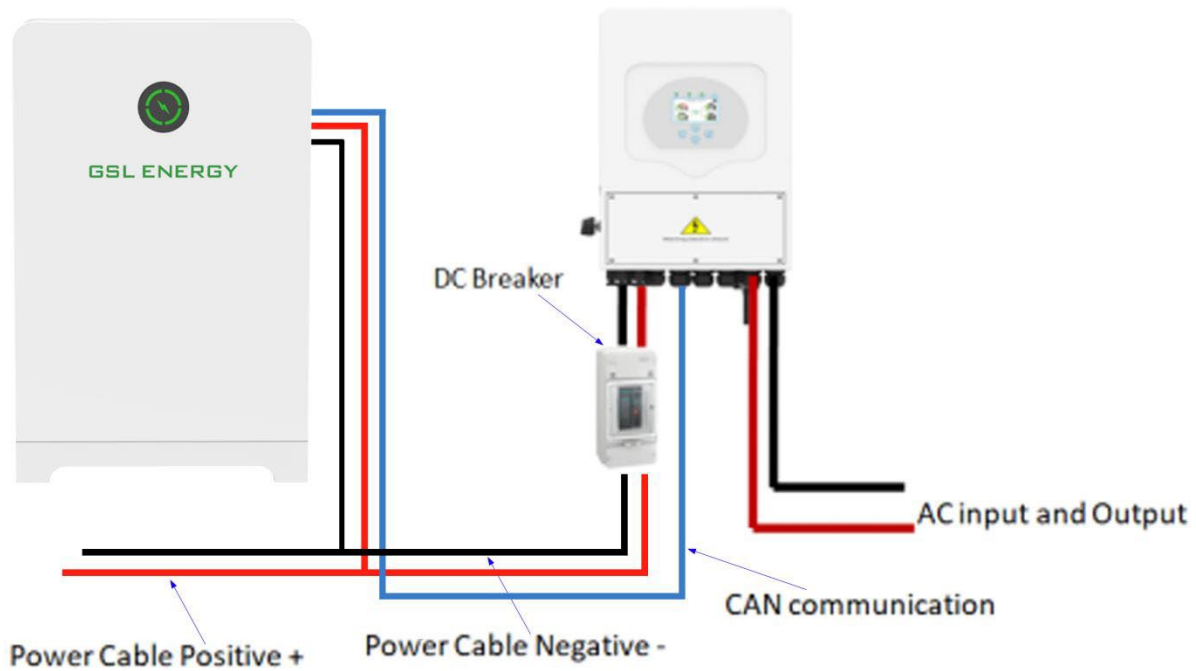 GSL ENERGY
DC Breaker
AC input and Output
CAN communication
Power Cable Negative -
Power Cable Positive +